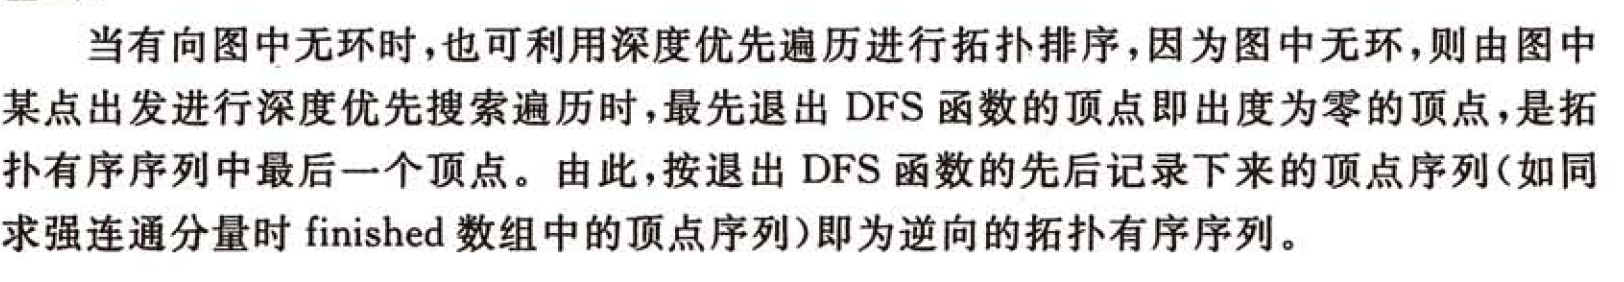 当有向图中无环时,也可利用深度优先遍历进行拓扑排序,因为图中无环,则由图中
某点出发进行深度优先搜索遍历时,最先退出 DFS 函数的顶点即出度为零的顶点,是拓
扑有序序列中最后一个顶点。由此,按退出 DFS 函数的先后记录下来的顶点序列(如同
求强连通分量时 finished 数组中的顶点序列)即为逆向的拓扑有序序列。